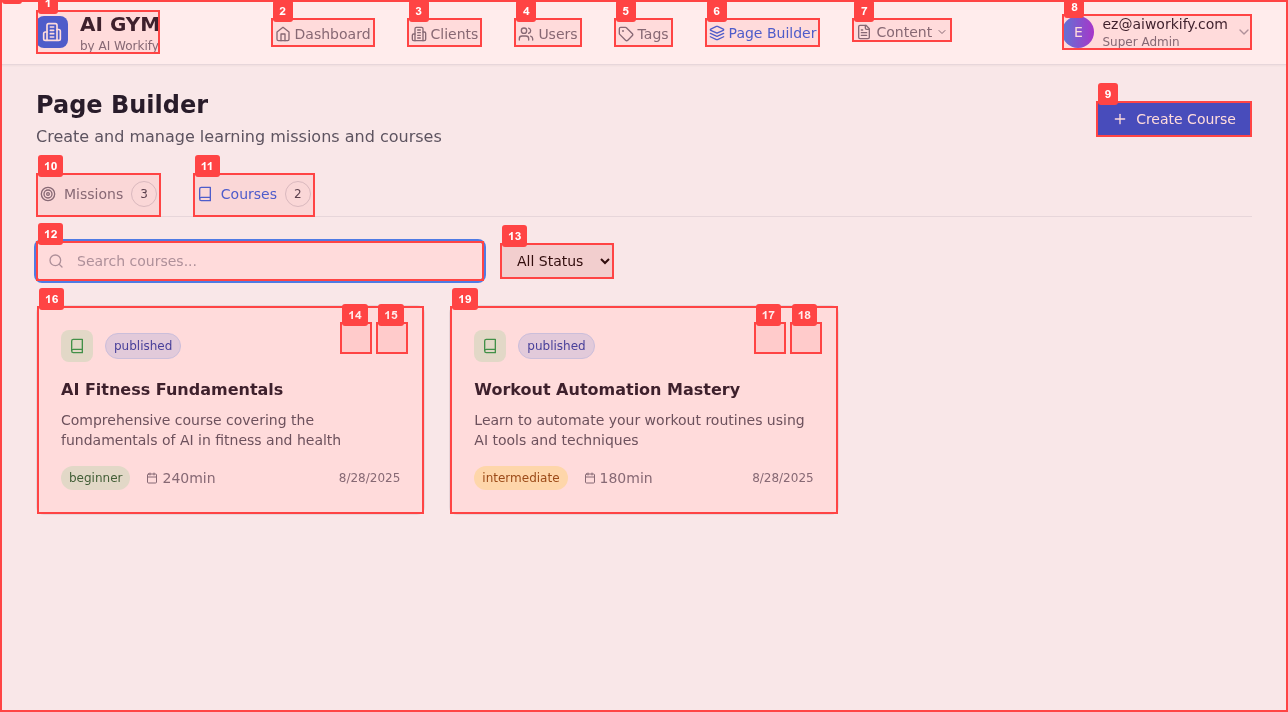 1
2
3
4
5
6
7
8
AI GYM
by AI Workify
Dashboard
Clients
Users
Tags
Page Builder
Content
E
ez@aiworkify.com
Super Admin
Page Builder
Create and manage learning missions and courses
9
Create Course
10
Missions 3
11
Courses 2
12
Search courses...
13
All Status
16
14
15
published
AI Fitness Fundamentals
Comprehensive course covering the
fundamentals of AI in fitness and health
beginner
240min
8/28/2025
19
17
18
published
Workout Automation Mastery
Learn to automate your workout routines using
AI tools and techniques
intermediate
180min
8/28/2025